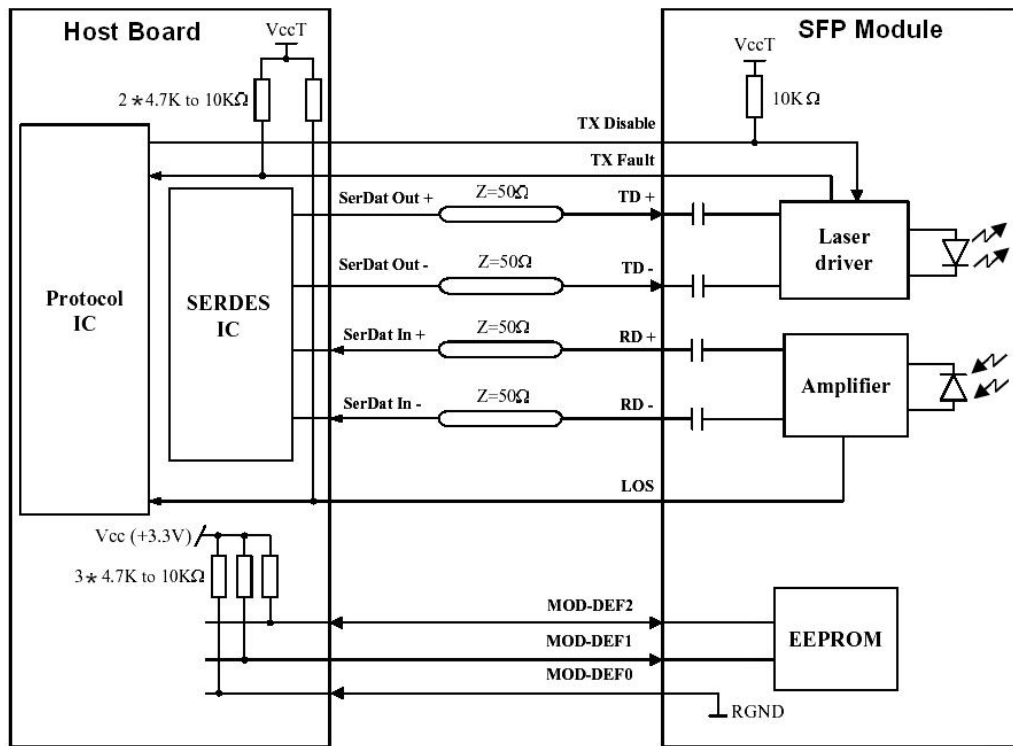 Host Board
SFP Module
VccT
VccT
2 * 4.7K to 10KΩ
10K Ω
TX Disable
TX Fault
SerDat Out +
Z=50Ω
TD +
SerDat Out -
Z=50Ω
TD -
Laser
driver
Protocol
IC
SERDES
IC
SerDat In +
Z=50Ω
RD +
SerDat In -
Z=50Ω
RD -
Amplifier
LOS
Vcc (+3.3V)
3 * 4.7K to 10KΩ
MOD-DEF2
MOD-DEF1
MOD-DEF0
EEPROM
RGND